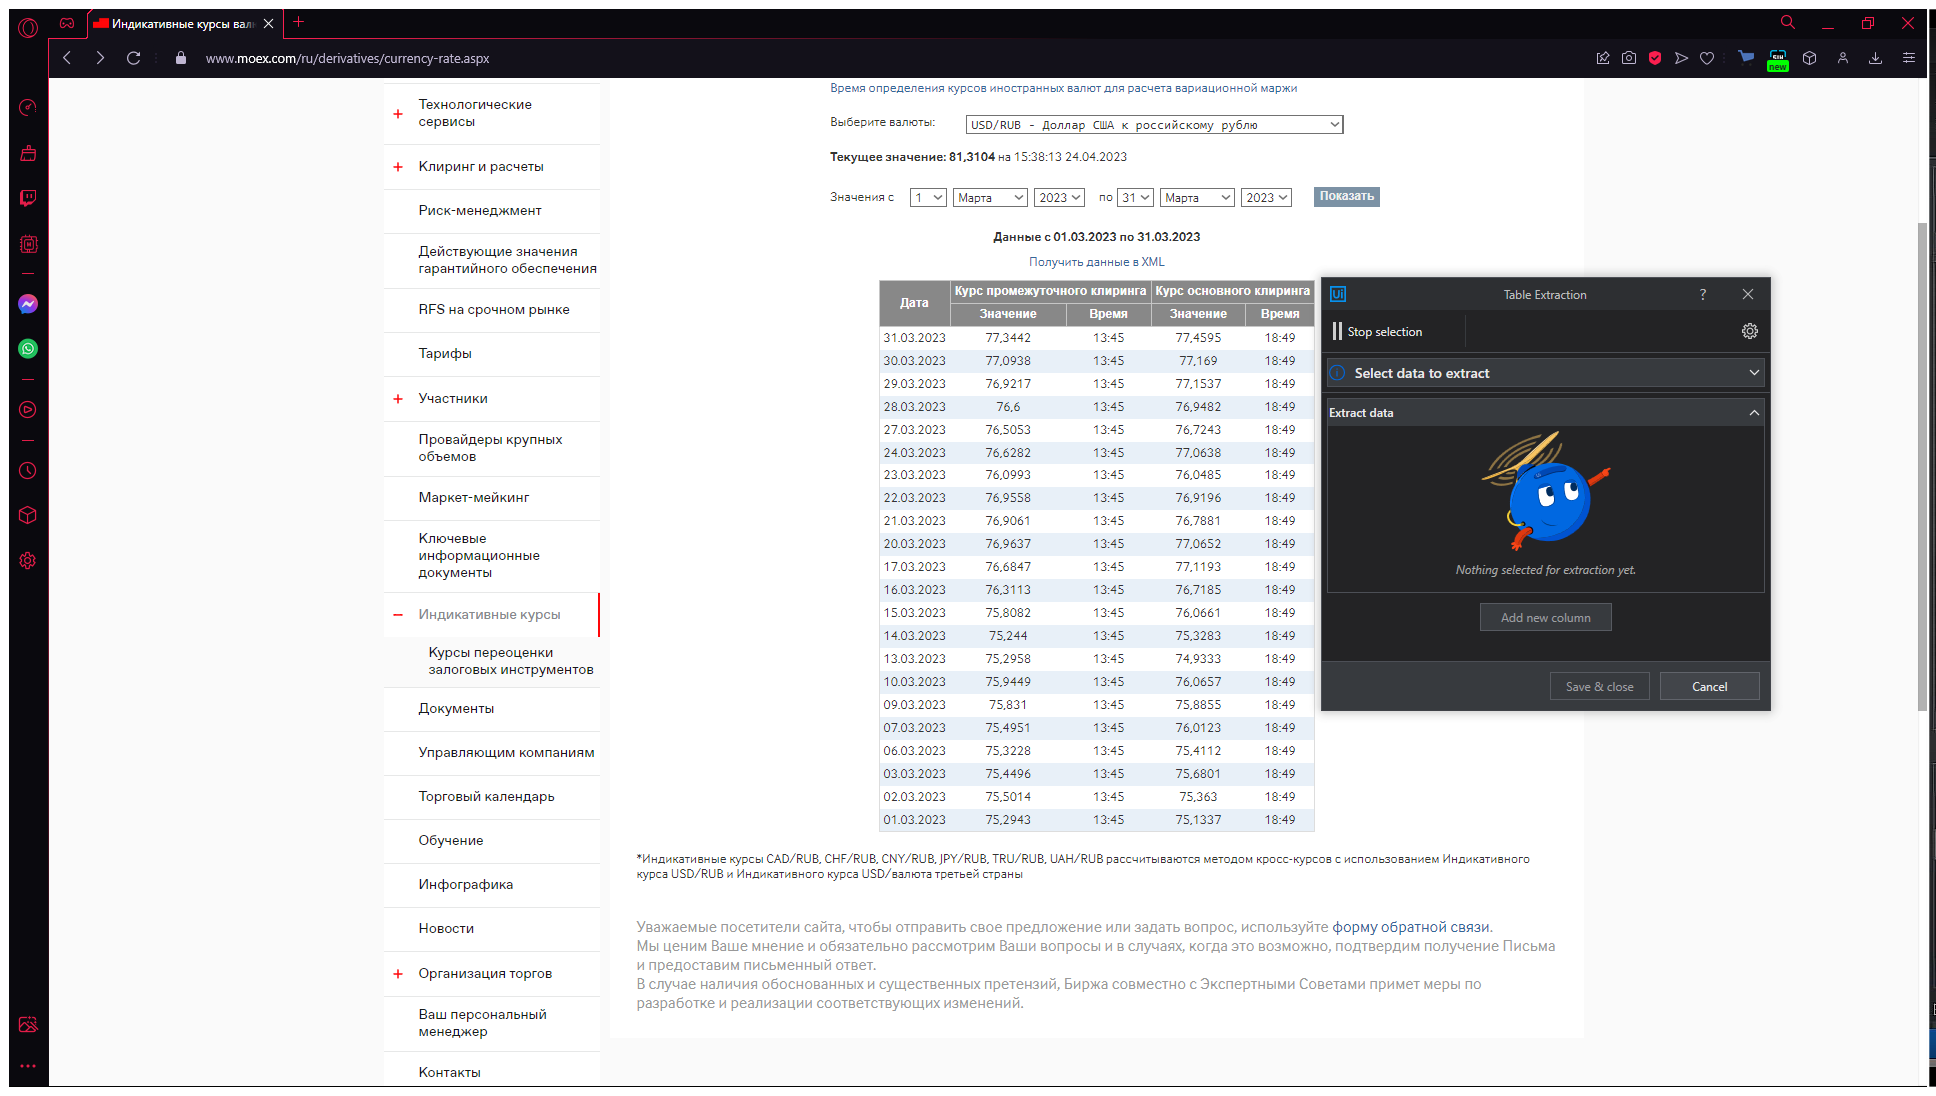 Индикативные курсы вал
www.moex.com/ru/derivatives/currency-rate.aspx
new
Технологические
сервисы
Клиринг и расчеты
Риск-менеджмент
Действующие значения
гарантийного обеспечения
RFS на срочном рынке
Тарифы
Участники
Провайдеры крупных
объемов
Маркет-мейкинг
Ключевые
информационные
документы
Индикативные курсы
Курсы переоценки
залоговых инструментов
Документы
Управляющим компаниям
Торговый календарь
Обучение
Инфографика
Новости
Организация торгов
Ваш персональный
менеджер
Контакты
Время определения курсов иностранных валют для расчета вариационной маржи
Выберите валюты: USD/RUB - Доллар США к российскому рублю
Текущее значение: 81,3104 на 15:38:13 24.04.2023
Значения с 1 Марта 2023 по 31 Марта 2023 Показать
Данные с 01.03.2023 по 31.03.2023
Получить данные в XML
Дата Курс промежуточного клиринга Курс основного клиринга
Значение Время Значение Время
31.03.2023 77,3442 13:45 77,4595 18:49
30.03.2023 77,0938 13:45 77,169 18:49
29.03.2023 76,9217 13:45 77,1537 18:49
28.03.2023 76,6 13:45 76,9482 18:49
27.03.2023 76,5053 13:45 76,7243 18:49
24.03.2023 76,6282 13:45 77,0638 18:49
23.03.2023 76,0993 13:45 76,0485 18:49
22.03.2023 76,9558 13:45 76,9196 18:49
21.03.2023 76,9061 13:45 76,7881 18:49
20.03.2023 76,9637 13:45 77,0652 18:49
17.03.2023 76,6847 13:45 77,1193 18:49
16.03.2023 76,3113 13:45 76,7185 18:49
15.03.2023 75,8082 13:45 76,0661 18:49
14.03.2023 75,244 13:45 75,3283 18:49
13.03.2023 75,2958 13:45 74,9333 18:49
10.03.2023 75,9449 13:45 76,0657 18:49
09.03.2023 75,831 13:45 75,8855 18:49
07.03.2023 75,4951 13:45 76,0123 18:49
06.03.2023 75,3228 13:45 75,4112 18:49
03.03.2023 75,4496 13:45 75,6801 18:49
02.03.2023 75,5014 13:45 75,363 18:49
01.03.2023 75,2943 13:45 75,1337 18:49
*Индикативные курсы CAD/RUB, CHF/RUB, CNY/RUB, JPY/RUB, TRU/RUB, UAH/RUB рассчитываются методом кросс-курсов с использованием Индикативного
курса USD/RUB и Индикативного курса USD/валюта третьей страны
Уважаемые посетители сайта, чтобы отправить свое предложение или задать вопрос, используйте форму обратной связи.
Мы ценим Ваше мнение и обязательно рассмотрим Ваши вопросы и в случаях, когда это возможно, подтвердим получение Письма
и предоставим письменный ответ.
В случае наличия обоснованных и существенных претензий, Биржа совместно с Экспертными Советами примет меры по
разработке и реализации соответствующих изменений.
Ui Table Extraction ?
Stop selection
Select data to extract
Extract data
Nothing selected for extraction yet.
Add new column
Save & close Cancel